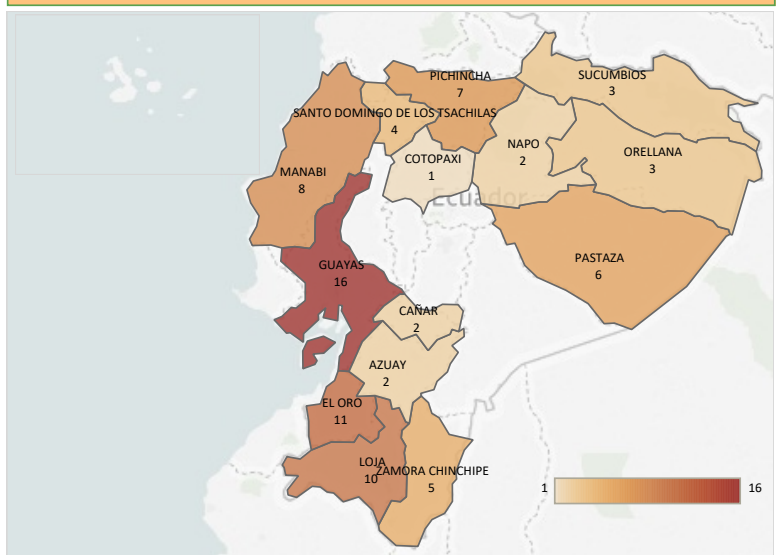 PICHINCHA
7
SUCUMBIOS
3
SANTO DOMINGO DE LOS TSACHILAS
4
NAPO
2
ORELLANA
3
COTOPAXI
1
MANABI
8
Ecuador
PASTAZA
6
GUAYAS
16
CAÑAR
2
AZUAY
2
EL ORO
11
LOJA
10
ZAMORA CHINCHIPE
5
1
16